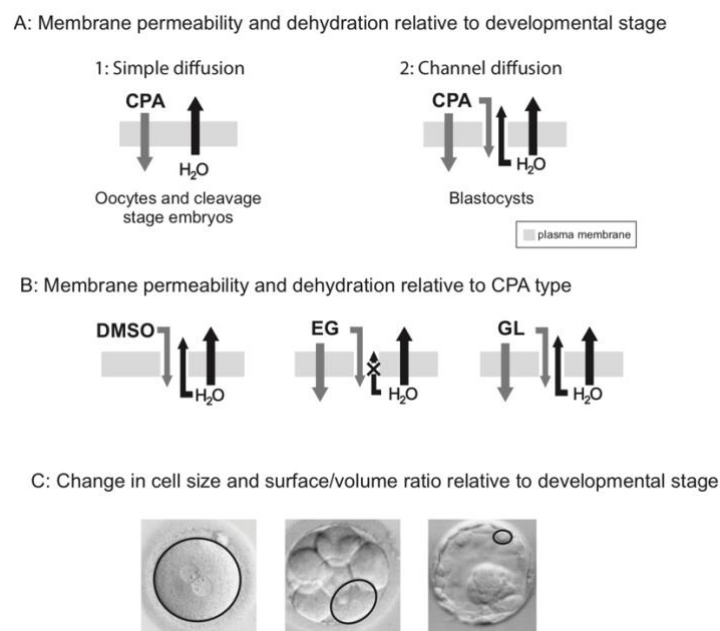 A: Membrane permeability and dehydration relative to developmental stage
1: Simple diffusion
2: Channel diffusion
CPA
CPA
H₂O
H₂O
Oocytes and cleavage
stage embryos
Blastocysts
plasma membrane
B: Membrane permeability and dehydration relative to CPA type
DMSO
EG
GL
H₂O
H₂O
H₂O
C: Change in cell size and surface/volume ratio relative to developmental stage